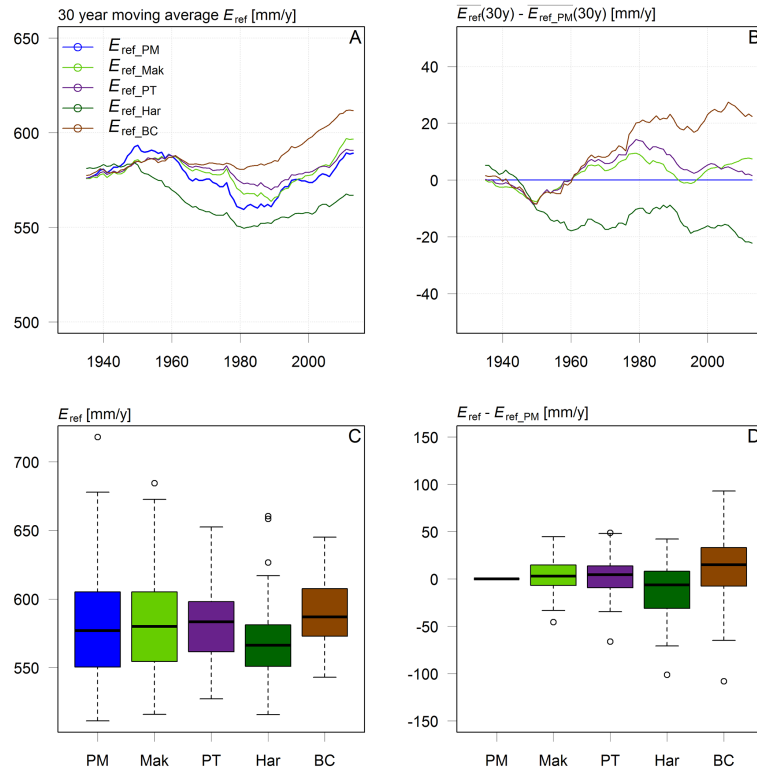 30 year moving average E_ref [mm/y]
A
650
600
550
500
E_ref_PM
E_ref_Mak
E_ref_PT
E_ref_Har
E_ref_BC
1940 1960 1980 2000
E_ref(30y) - E_ref_PM(30y) [mm/y]
B
40
20
0
-20
-40
1940 1960 1980 2000
E_ref [mm/y]
C
700
650
600
550
PM Mak PT Har BC
E_ref - E_ref_PM [mm/y]
D
150
100
50
0
-50
-100
-150
PM Mak PT Har BC